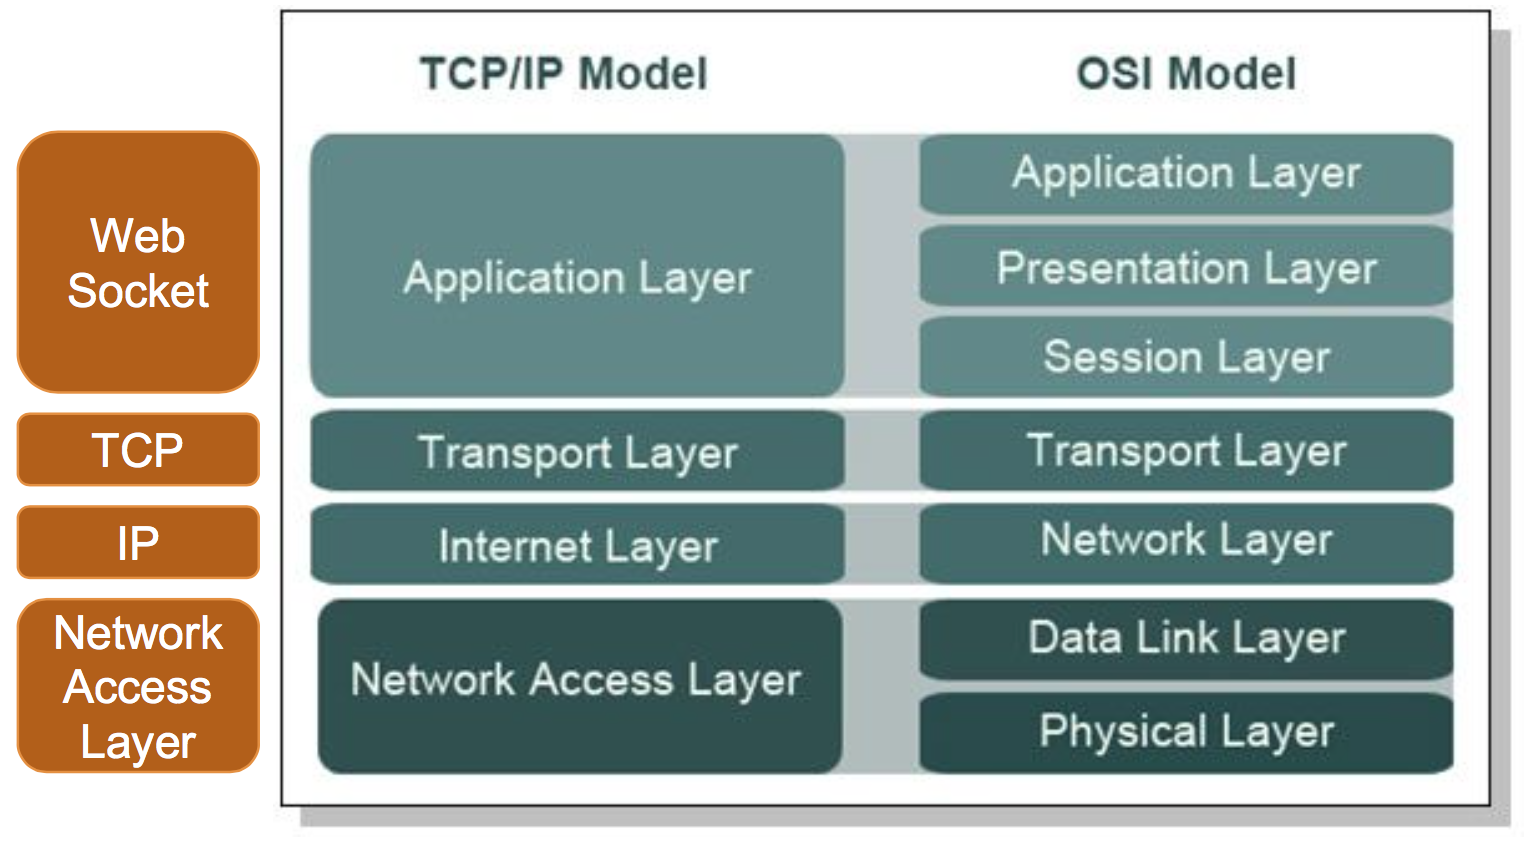 TCP/IP Model
OSI Model
Web
Socket
Application Layer
Application Layer
Presentation Layer
Session Layer
TCP
Transport Layer
Transport Layer
IP
Internet Layer
Network Layer
Network
Access
Layer
Network Access Layer
Data Link Layer
Physical Layer